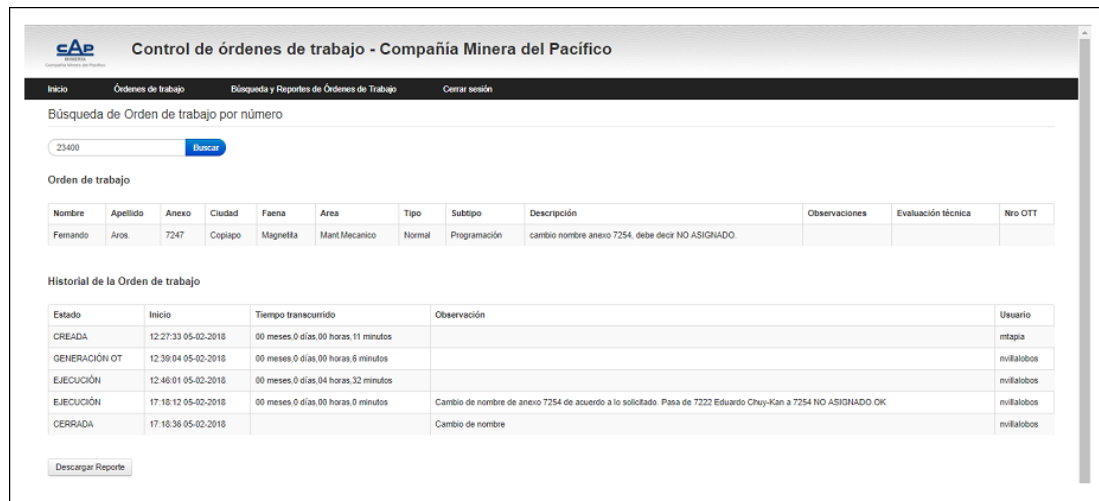 CAP
MINERIA
Compañía Minera del Pacífico
Control de órdenes de trabajo - Compañía Minera del Pacífico
Inicio Órdenes de trabajo Búsqueda y Reportes de Órdenes de Trabajo Cerrar sesión
Búsqueda de Orden de trabajo por número
23400 Buscar
Orden de trabajo
Nombre Apellido Anexo Ciudad Faena Area Tipo Subtipo Descripción Observaciones Evaluación técnica Nro OTT
Fernando Aros. 7247 Copiapo Magnetita Mant.Mecanico Normal Programación cambio nombre anexo 7254, debe decir NO ASIGNADO.
Historial de la Orden de trabajo
Estado Inicio Tiempo transcurrido Observación Usuario
CREADA 12:27:33 05-02-2018 00 meses,0 días,00 horas,11 minutos mtapia
GENERACIÓN OT 12:39:04 05-02-2018 00 meses,0 días,00 horas,6 minutos nvillalobos
EJECUCIÓN 12:46:01 05-02-2018 00 meses,0 días,04 horas,32 minutos nvillalobos
EJECUCIÓN 17:18:12 05-02-2018 00 meses,0 días,00 horas,0 minutos Cambio de nombre de anexo 7254 de acuerdo a lo solicitado. Pasa de 7222 Eduardo Chuy-Kan a 7254 NO ASIGNADO.OK nvillalobos
CERRADA 17:18:36 05-02-2018 Cambio de nombre nvillalobos
Descargar Reporte